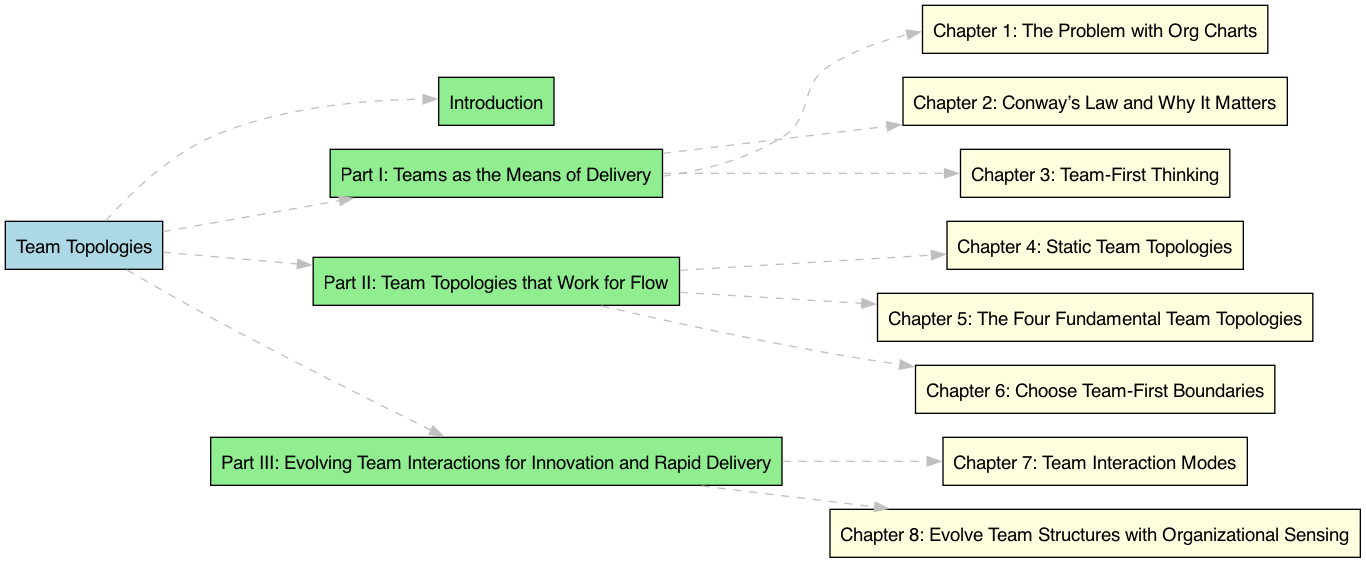 Team Topologies
Introduction
Part I: Teams as the Means of Delivery
Chapter 1: The Problem with Org Charts
Chapter 2: Conway’s Law and Why It Matters
Chapter 3: Team-First Thinking
Part II: Team Topologies that Work for Flow
Chapter 4: Static Team Topologies
Chapter 5: The Four Fundamental Team Topologies
Chapter 6: Choose Team-First Boundaries
Part III: Evolving Team Interactions for Innovation and Rapid Delivery
Chapter 7: Team Interaction Modes
Chapter 8: Evolve Team Structures with Organizational Sensing